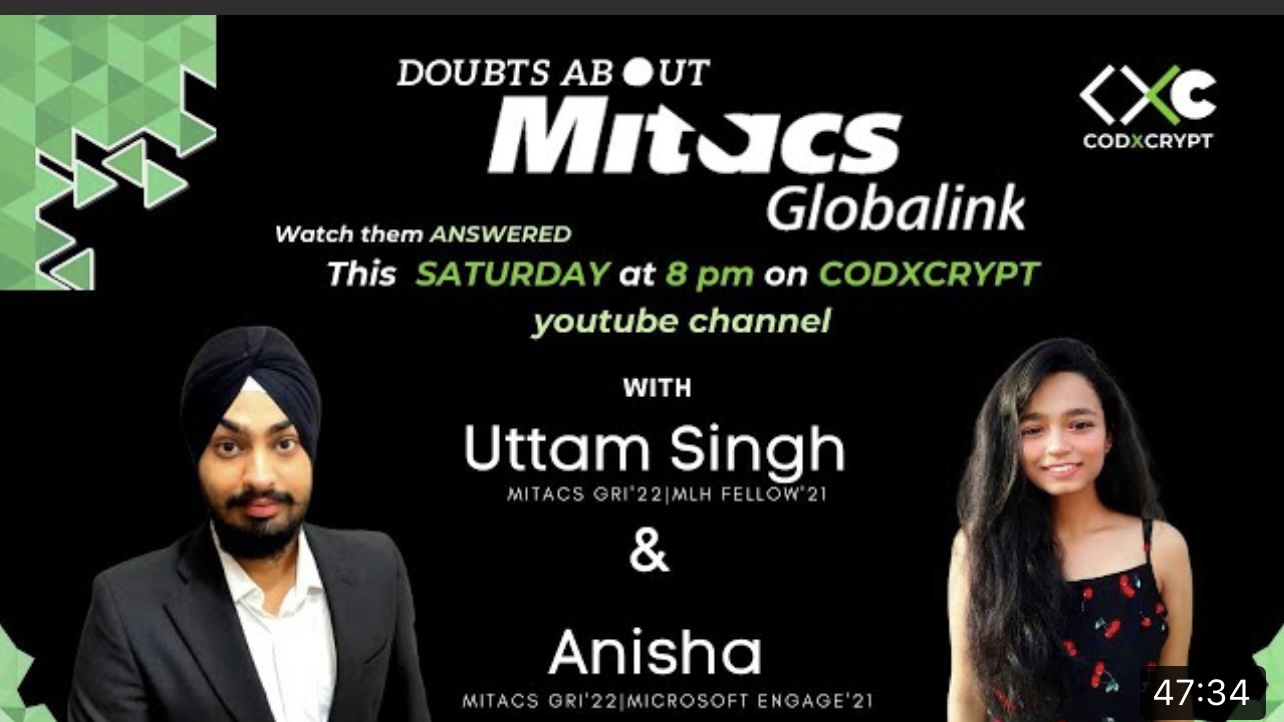 DOUBTS ABOUT
Mitacs
Globalink
CODXCRYPT
Watch them ANSWERED
This SATURDAY at 8 pm on CODXCRYPT
youtube channel
WITH
Uttam Singh
MITACS GRI'22|MLH FELLOW'21
&
Anisha
MITACS GRI'22|MICROSOFT ENGAGE'21
47:34